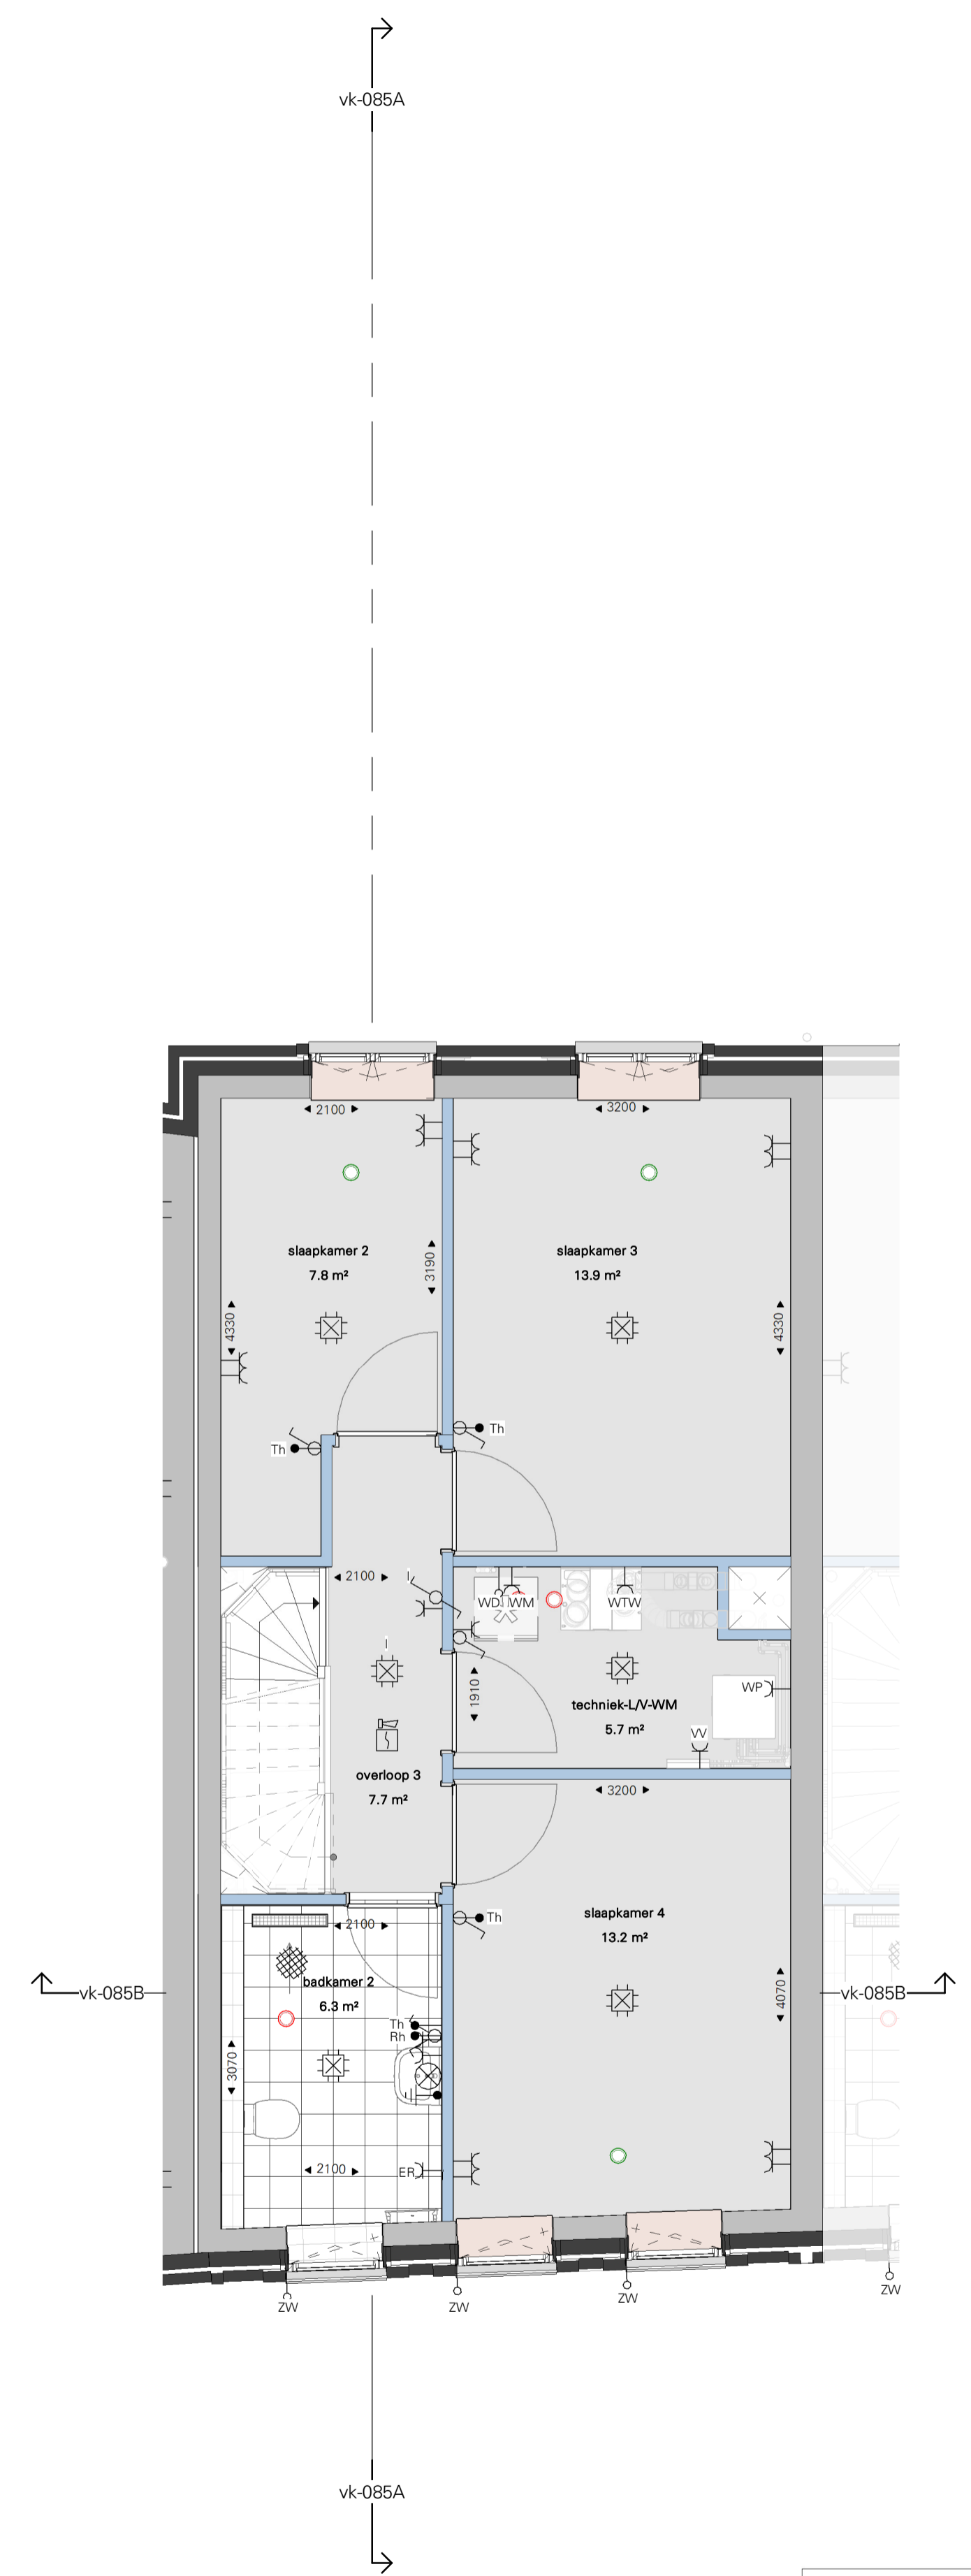 vk-085A
2100
3200
slaapkamer 2
7.8 m²
slaapkamer 3
13.9 m²
3190
4330
4330
Th
Th
2100
WD
WM
WTW
1910
WP
techniek-L/V-WM
5.7 m²
VV
overloop 3
7.7 m²
3200
slaapkamer 4
13.2 m²
Th
2100
badkamer 2
6.3 m²
vk-085B
vk-085B
4070
Th
Rh
3070
2100
ER
ZW
ZW
ZW
ZW
vk-085A